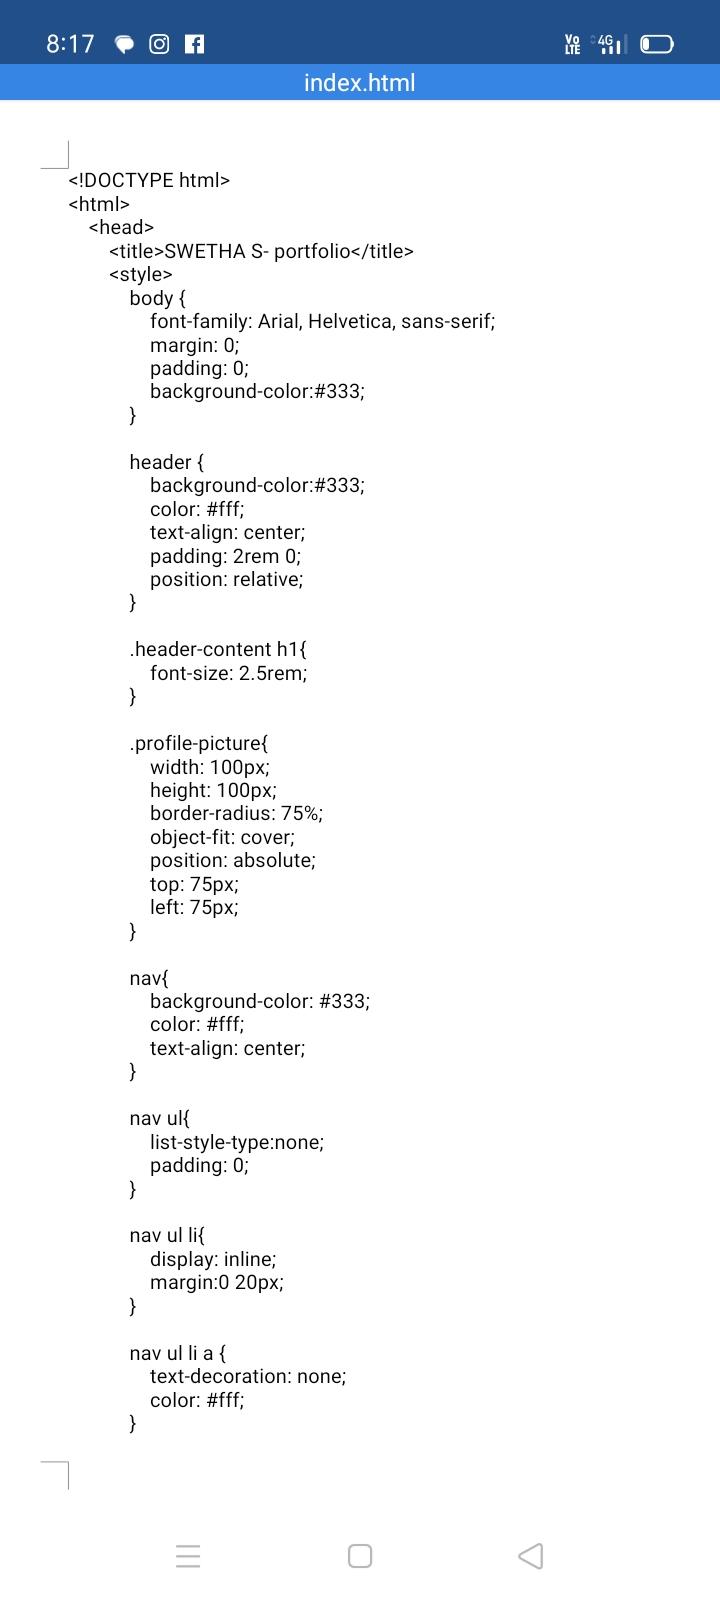 8:17 Vo LTE 4G
index.html
<!DOCTYPE html>
<html>
<head>
<title>SWETHA S- portfolio</title>
<style>
body {
font-family: Arial, Helvetica, sans-serif;
margin: 0;
padding: 0;
background-color:#333;
}
header {
background-color:#333;
color: #fff;
text-align: center;
padding: 2rem 0;
position: relative;
}
.header-content h1{
font-size: 2.5rem;
}
.profile-picture{
width: 100px;
height: 100px;
border-radius: 75%;
object-fit: cover;
position: absolute;
top: 75px;
left: 75px;
}
nav{
background-color: #333;
color: #fff;
text-align: center;
}
nav ul{
list-style-type:none;
padding: 0;
}
nav ul li{
display: inline;
margin:0 20px;
}
nav ul li a {
text-decoration: none;
color: #fff;
}